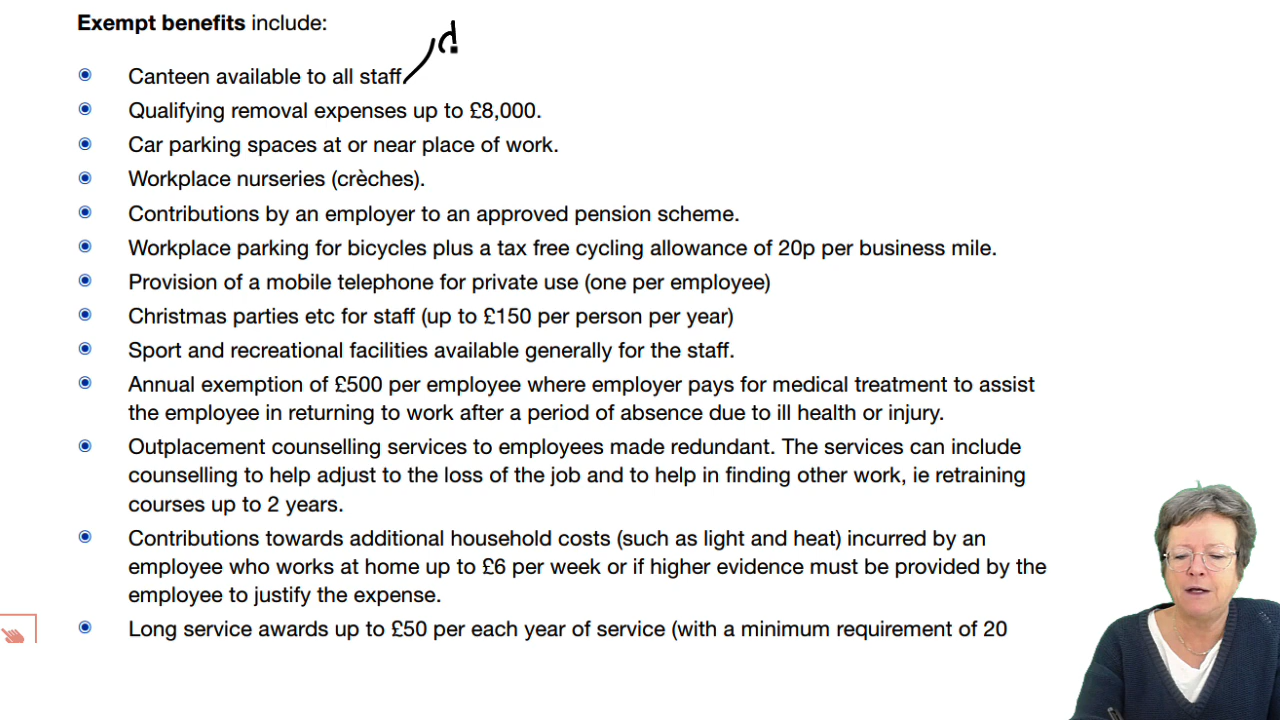 Exempt benefits include:
Canteen available to all staff
Qualifying removal expenses up to £8,000.
Car parking spaces at or near place of work.
Workplace nurseries (crèches).
Contributions by an employer to an approved pension scheme.
Workplace parking for bicycles plus a tax free cycling allowance of 20p per business mile.
Provision of a mobile telephone for private use (one per employee)
Christmas parties etc for staff (up to £150 per person per year)
Sport and recreational facilities available generally for the staff.
Annual exemption of £500 per employee where employer pays for medical treatment to assist
the employee in returning to work after a period of absence due to ill health or injury.
Outplacement counselling services to employees made redundant. The services can include
counselling to help adjust to the loss of the job and to help in finding other work, ie retraining
courses up to 2 years.
Contributions towards additional household costs (such as light and heat) incurred by an
employee who works at home up to £6 per week or if higher evidence must be provided by the
employee to justify the expense.
Long service awards up to £50 per each year of service (with a minimum requirement of 20